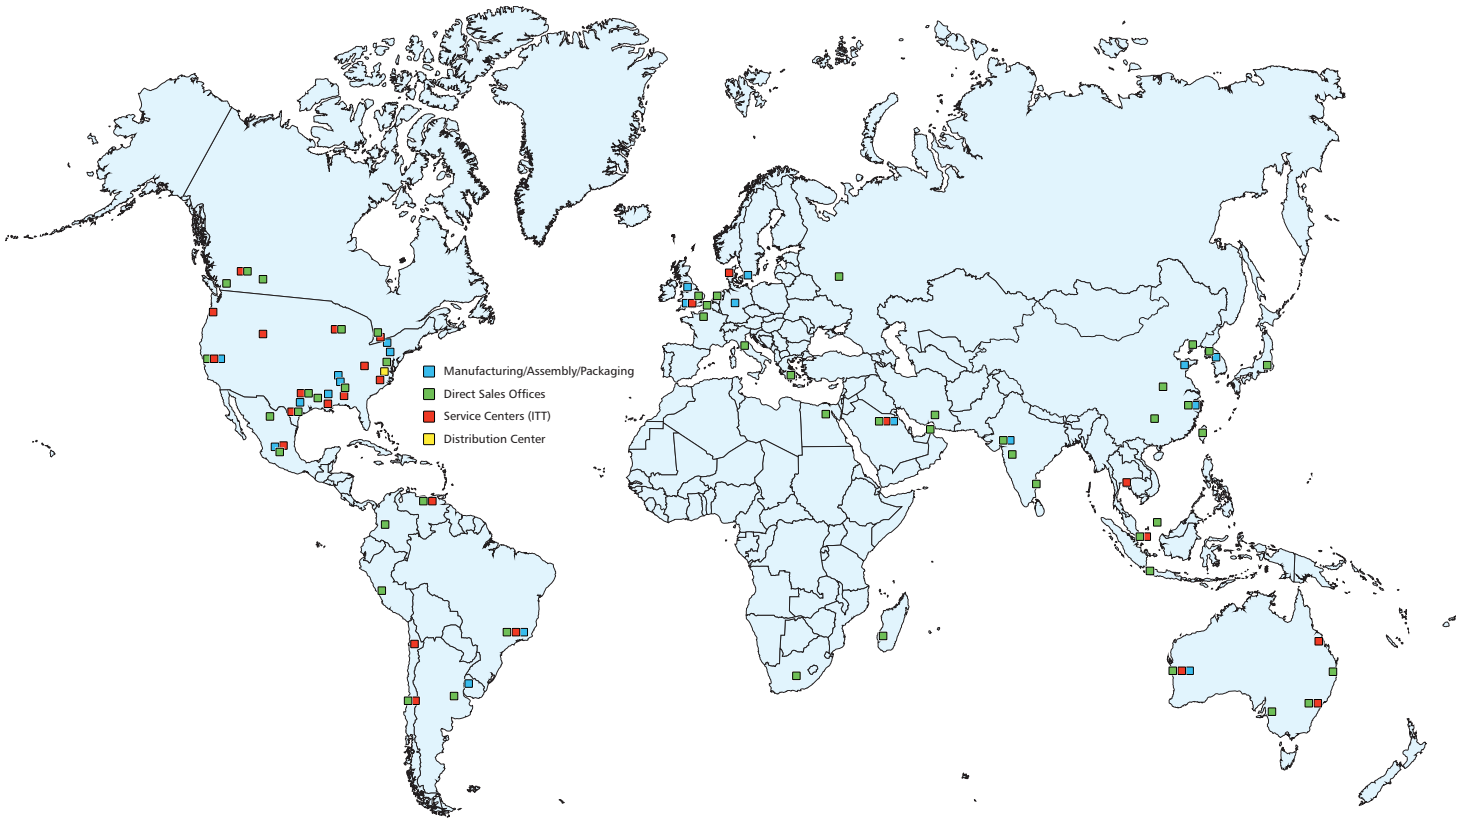 Manufacturing/Assembly/Packaging
Direct Sales Offices
Service Centers (ITT)
Distribution Center